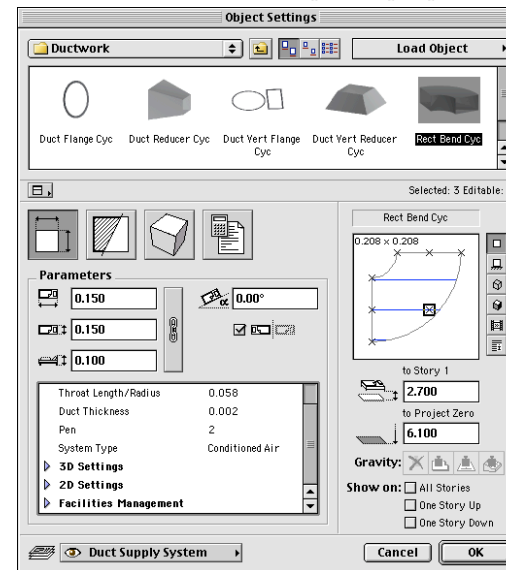 Object Settings
Ductwork
Load Object
Duct Flange Cyc
Duct Reducer Cyc
Duct Vert Flange
Cyc
Duct Vert Reducer
Cyc
Rect Bend Cyc
Selected: 3 Editable:
Rect Bend Cyc
0.208 × 0.208
Parameters
0.150
α 0.00°
0.150
0.100
Throat Length/Radius 0.058
Duct Thickness 0.002
Pen 2
System Type Conditioned Air
3D Settings
2D Settings
Facilities Management
to Story 1
2.700
to Project Zero
6.100
Gravity:
Show on: All Stories
One Story Up
One Story Down
Duct Supply System
Cancel
OK